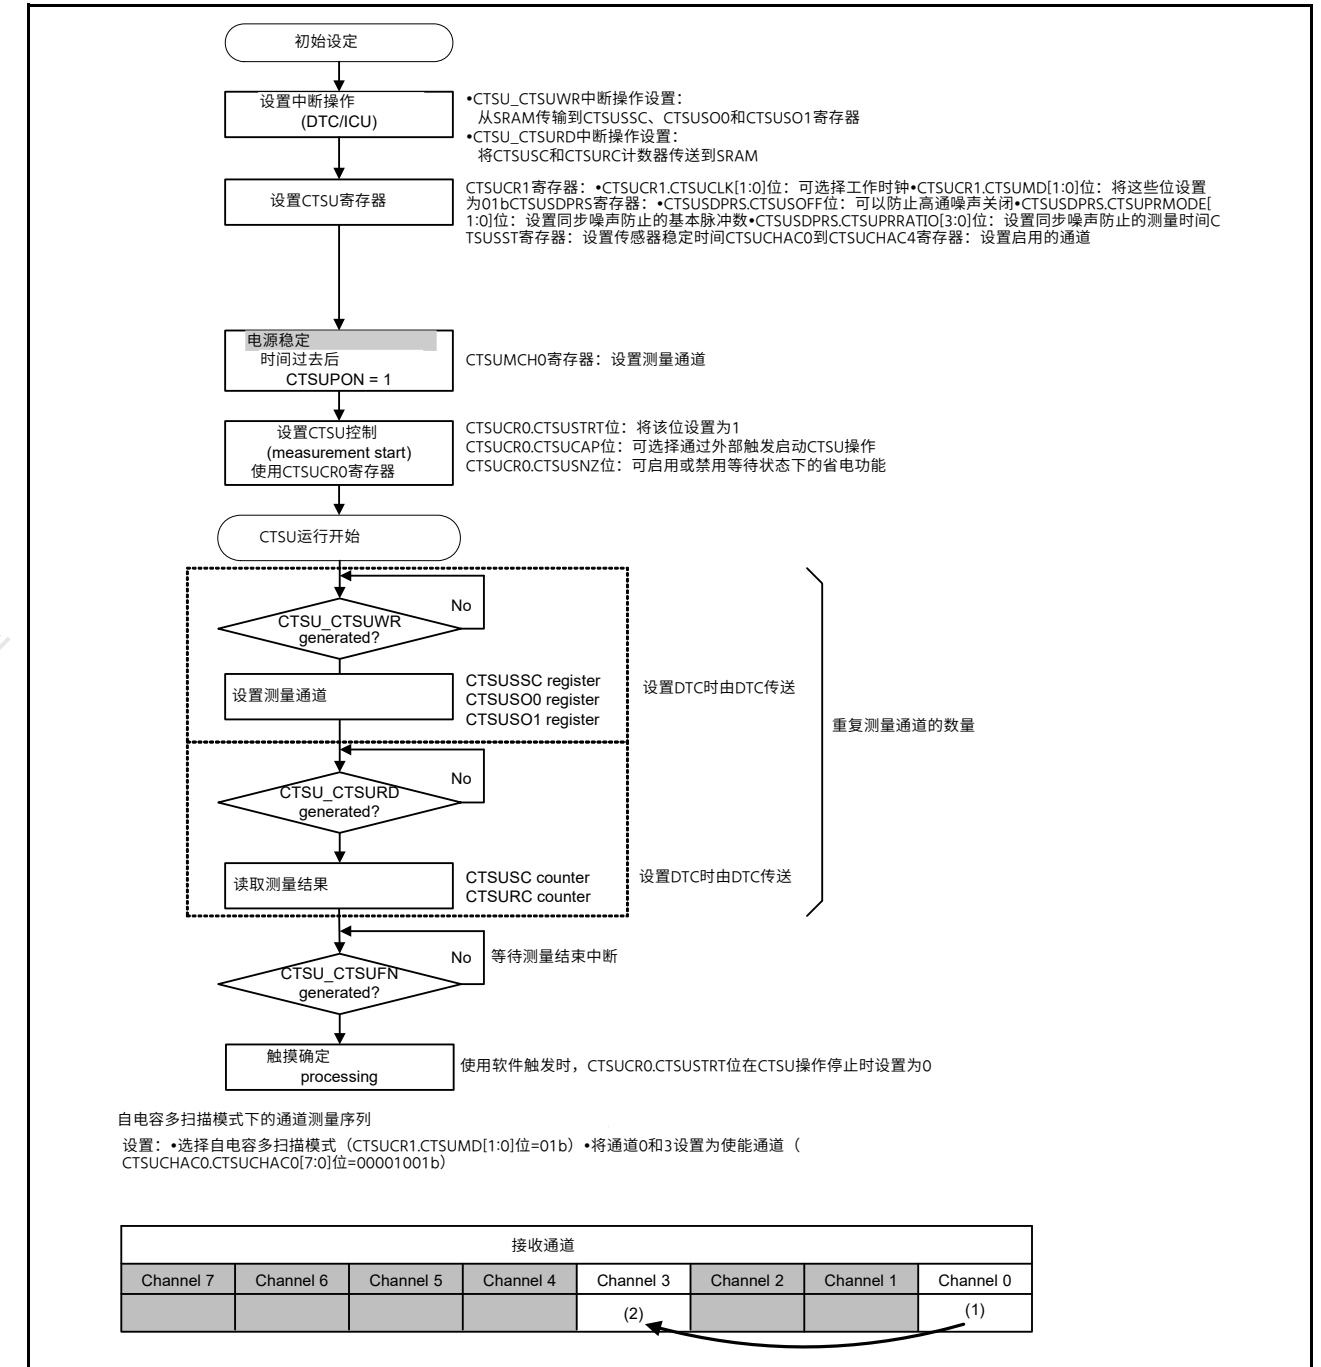 初始设定
设置中断操作
(DTC/ICU)
•CTSU_CTSUWR中断操作设置：
从SRAM传输到CTSUSSC、CTSUSO0和CTSUSO1寄存器
•CTSU_CTSURD中断操作设置：
将CTSUSC和CTSURC计数器传送到SRAM
设置CTSU寄存器
CTSUCR1寄存器：•CTSUCR1.CTSUCLK[1:0]位：可选择工作时钟•CTSUCR1.CTSUMD[1:0]位：将这些位设置
为01bCTSUSDPRS寄存器：•CTSUSDPRS.CTSUSOFF位：可以防止高通噪声关闭•CTSUSDPRS.CTSUPRMODE[
1:0]位：设置同步噪声防止的基本脉冲数•CTSUSDPRS.CTSUPRRATIO[3:0]位：设置同步噪声防止的测量时间C
TSUSST寄存器：设置传感器稳定时间CTSUCHAC0到CTSUCHAC4寄存器：设置启用的通道
电源稳定
时间过去后
CTSUPON = 1
CTSUMCH0寄存器：设置测量通道
设置CTSU控制
(measurement start)
使用CTSUCR0寄存器
CTSUCR0.CTSUSTRT位：将该位设置为1
CTSUCR0.CTSUCAP位：可选择通过外部触发启动CTSU操作
CTSUCR0.CTSUSNZ位：可启用或禁用等待状态下的省电功能
CTSU运行开始
No
CTSU_CTSUWR
generated?
设置测量通道
CTSUSSC register
CTSUSO0 register
CTSUSO1 register
设置DTC时由DTC传送
重复测量通道的数量
No
CTSU_CTSURD
generated?
读取测量结果
CTSUSC counter
CTSURC counter
设置DTC时由DTC传送
No
等待测量结束中断
CTSU_CTSUFN
generated?
触摸确定
processing
使用软件触发时，CTSUCR0.CTSUSTRT位在CTSU操作停止时设置为0
自电容多扫描模式下的通道测量序列
设置：•选择自电容多扫描模式（CTSUCR1.CTSUMD[1:0]位=01b）•将通道0和3设置为使能通道（
CTSUCHAC0.CTSUCHAC0[7:0]位=00001001b）
接收通道
Channel 7 Channel 6 Channel 5 Channel 4 Channel 3 Channel 2 Channel 1 Channel 0
(2) (1)